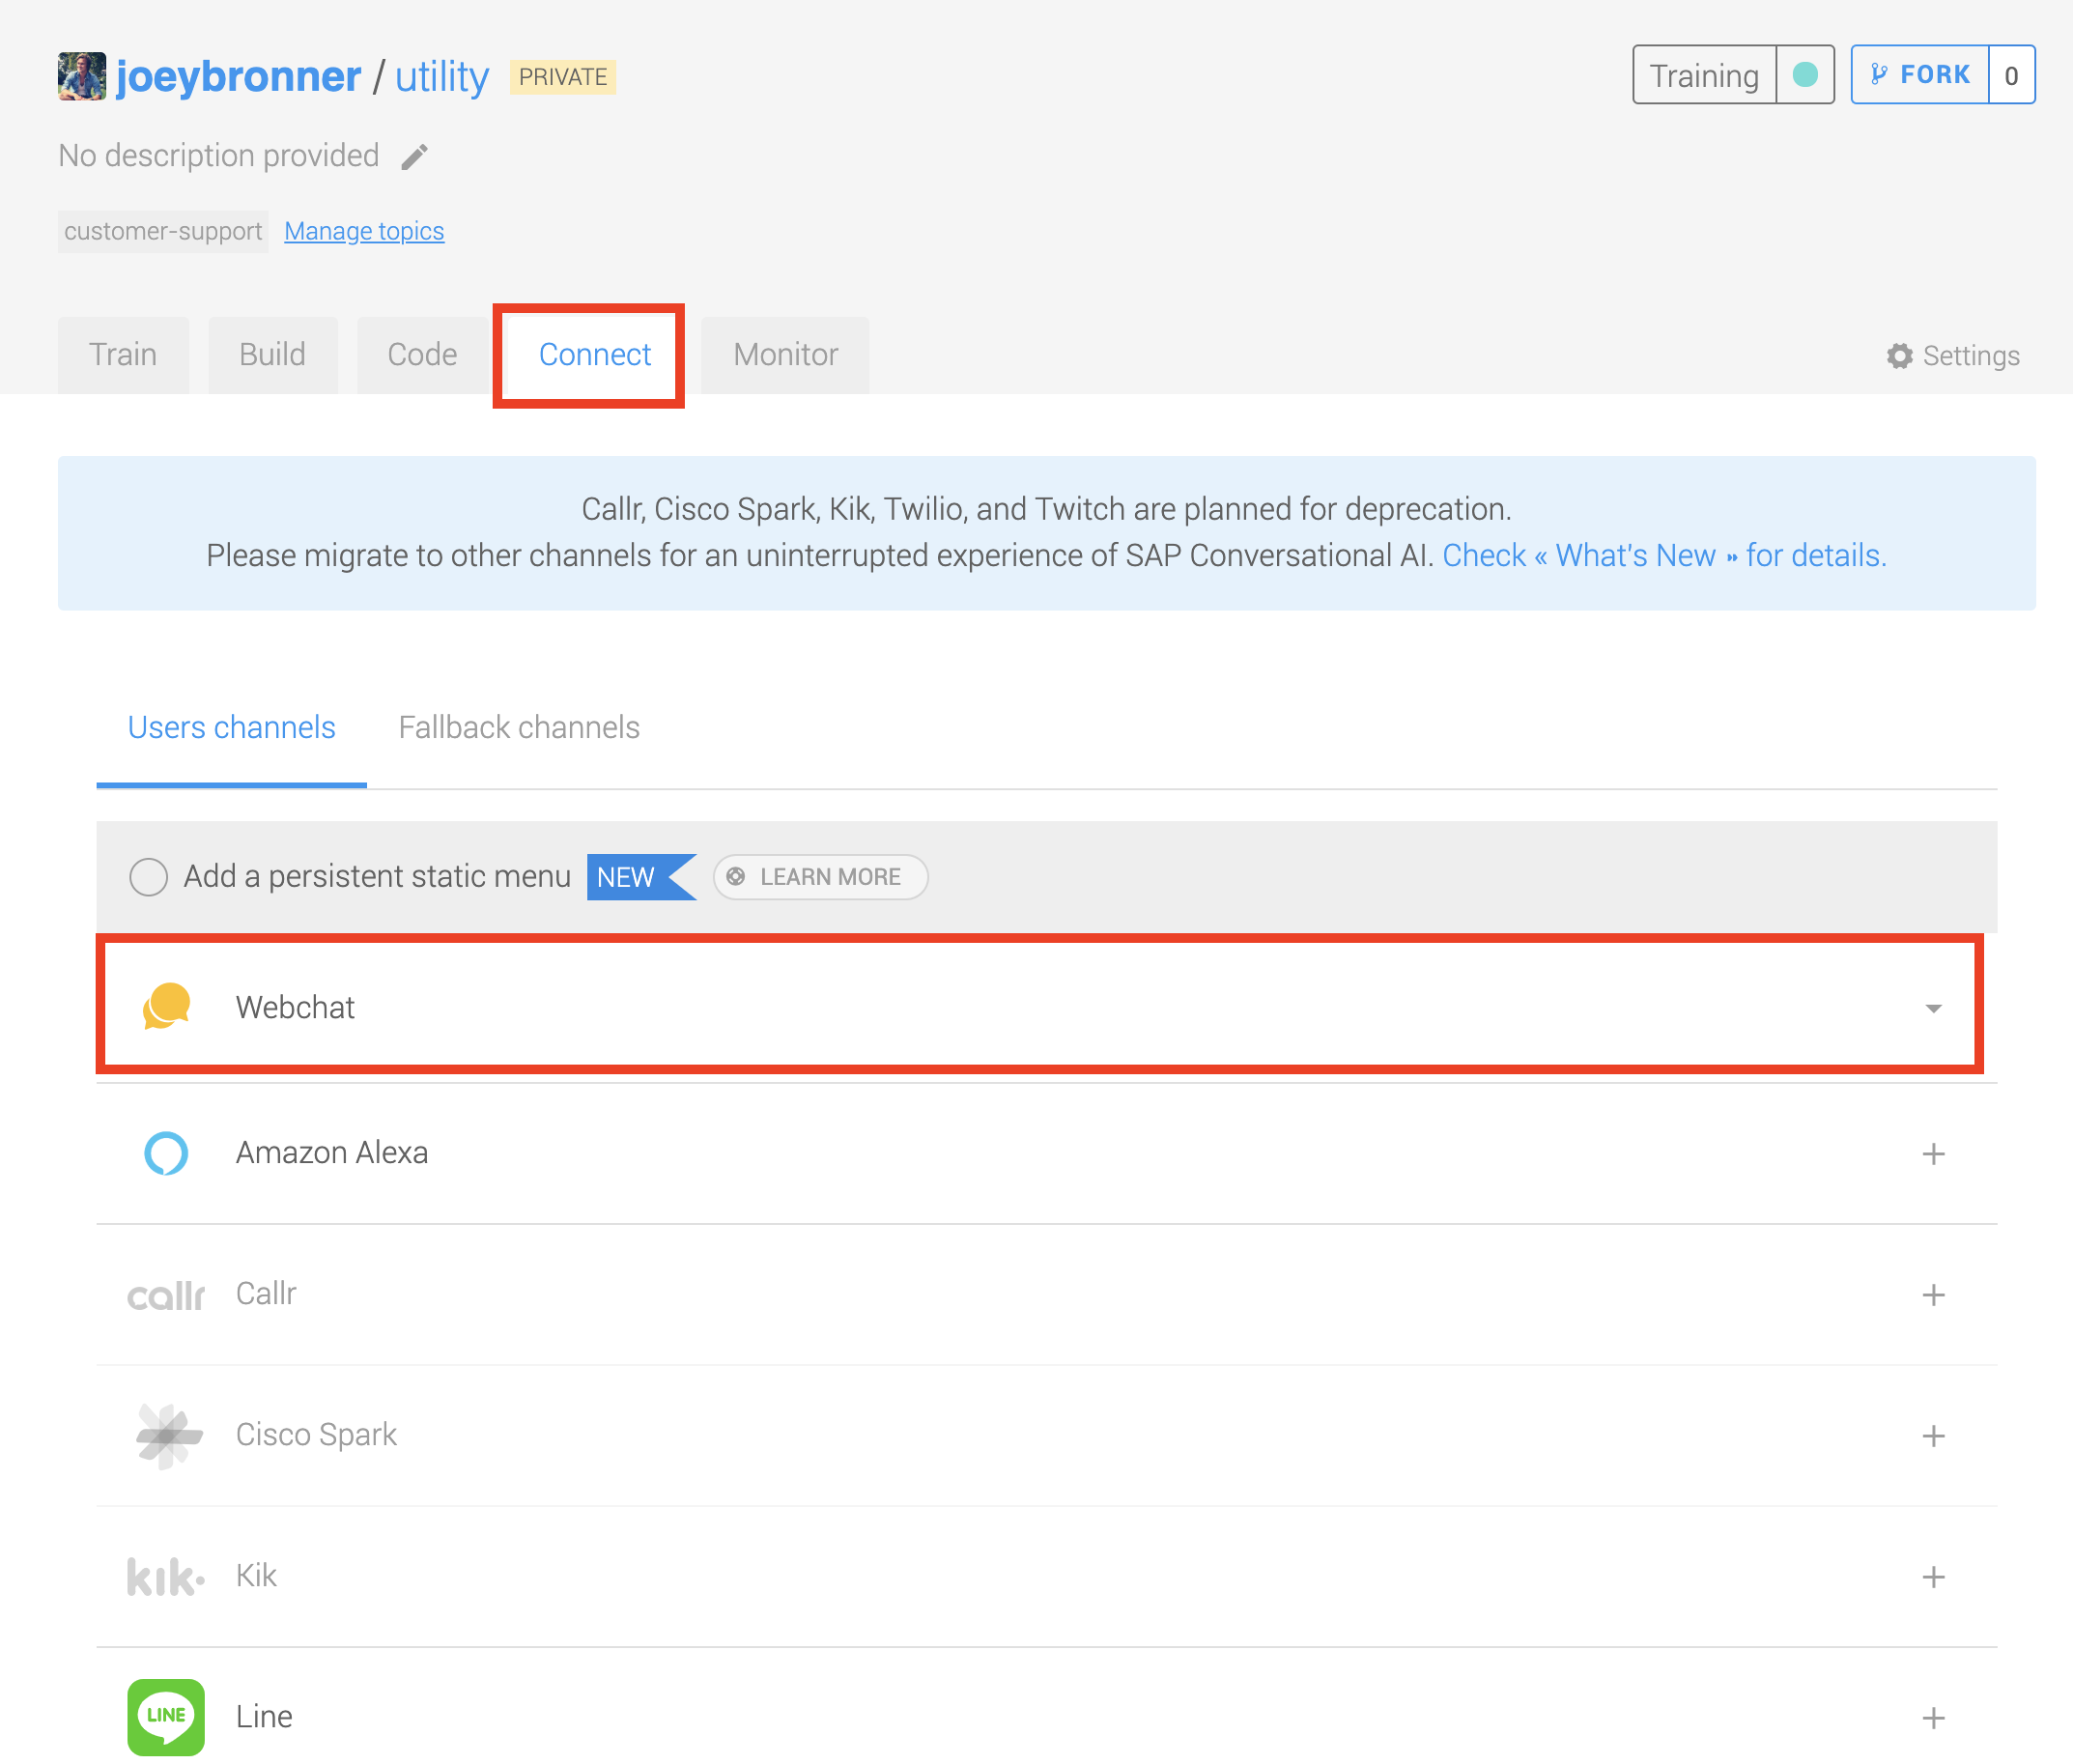 joeybronner / utility PRIVATE
Training
FORK 0
No description provided
customer-support Manage topics
Train Build Code Connect Monitor Settings
Callr, Cisco Spark, Kik, Twilio, and Twitch are planned for deprecation.
Please migrate to other channels for an uninterrupted experience of SAP Conversational AI. Check « What's New » for details.
Users channels Fallback channels
Add a persistent static menu NEW LEARN MORE
Webchat
Amazon Alexa
callr Callr
Cisco Spark
kik. Kik
LINE Line